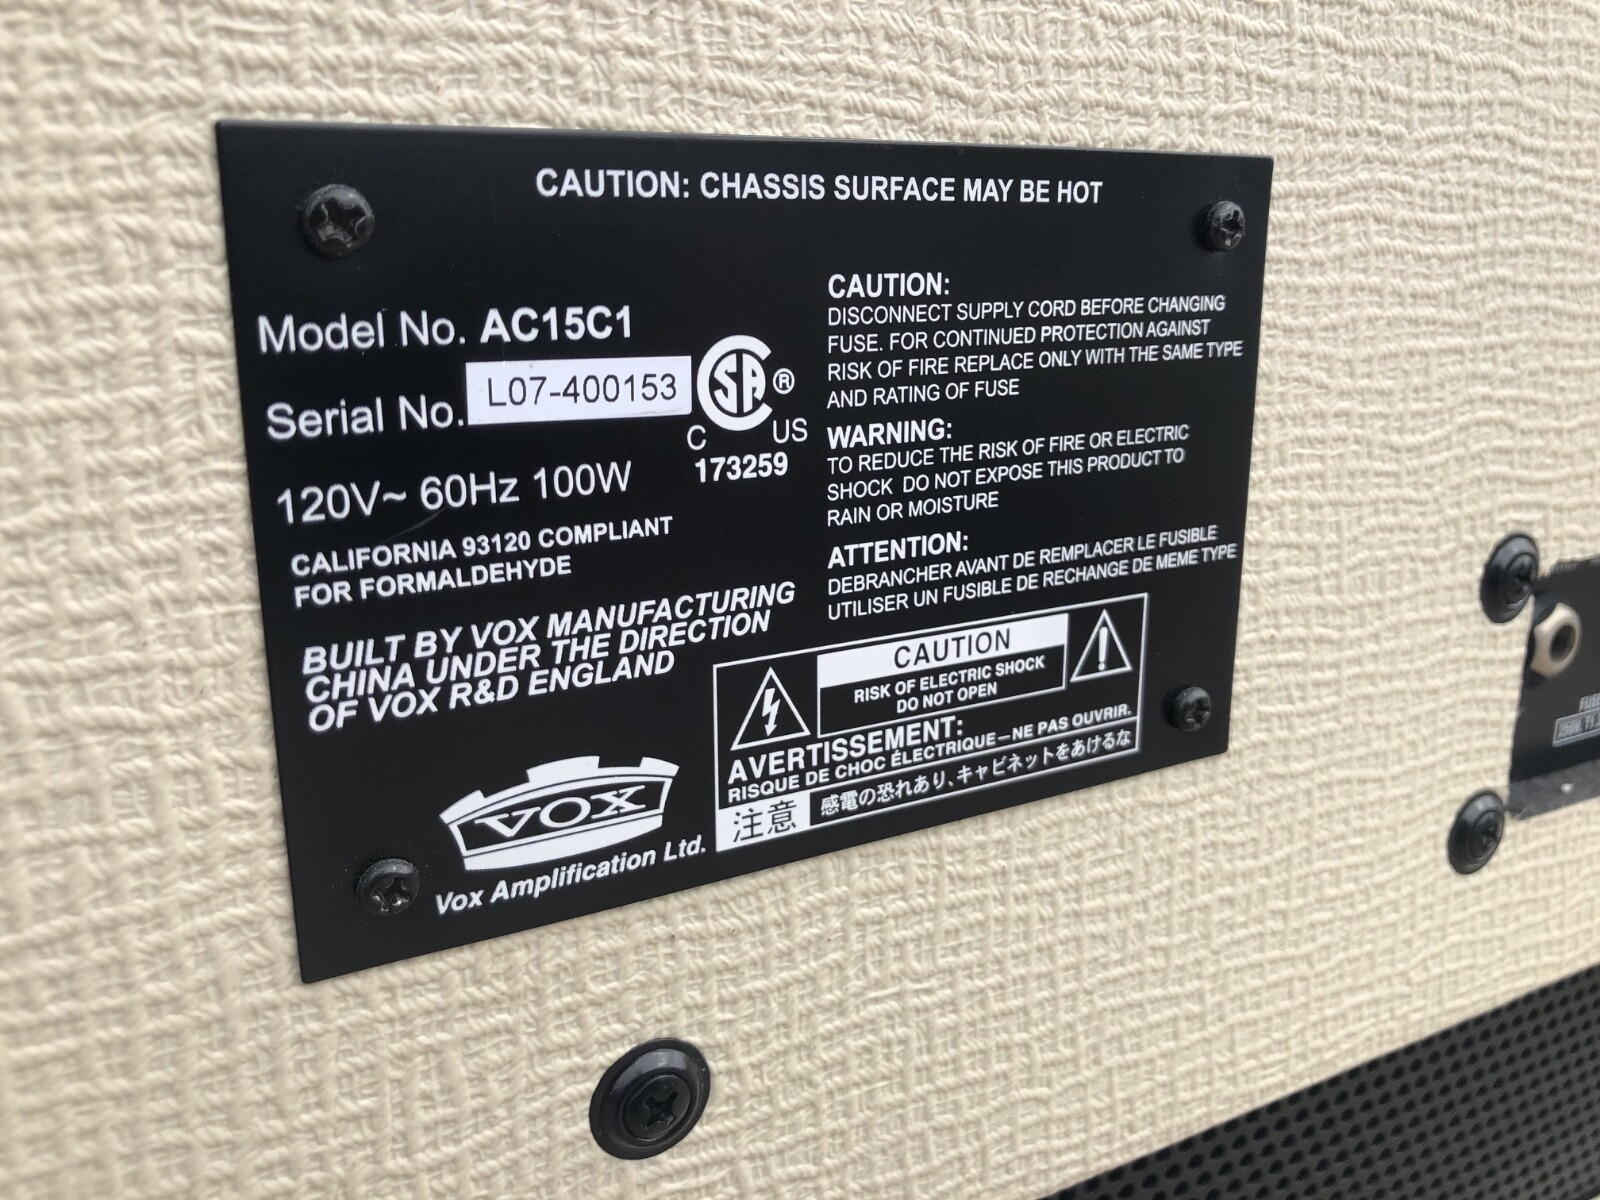 CAUTION: CHASSIS SURFACE MAY BE HOT
Model No. AC15C1
Serial No. L07-400153
120V~ 60Hz 100W
CALIFORNIA 93120 COMPLIANT
FOR FORMALDEHYDE
BUILT BY VOX MANUFACTURING
CHINA UNDER THE DIRECTION
OF VOX R&D ENGLAND
VOX
Vox Amplification Ltd.
SA ®
C US
173259
CAUTION:
DISCONNECT SUPPLY CORD BEFORE CHANGING
FUSE. FOR CONTINUED PROTECTION AGAINST
RISK OF FIRE REPLACE ONLY WITH THE SAME TYPE
AND RATING OF FUSE
WARNING:
TO REDUCE THE RISK OF FIRE OR ELECTRIC
SHOCK DO NOT EXPOSE THIS PRODUCT TO
RAIN OR MOISTURE
ATTENTION:
DEBRANCHER AVANT DE REMPLACER LE FUSIBLE
UTILISER UN FUSIBLE DE RECHANGE DE MEME TYPE
CAUTION
RISK OF ELECTRIC SHOCK
DO NOT OPEN
AVERTISSEMENT:
RISQUE DE CHOC ÉLECTRIQUE–NE PAS OUVRIR.
注意 感電の恐れあり、キャビネットをあけるな